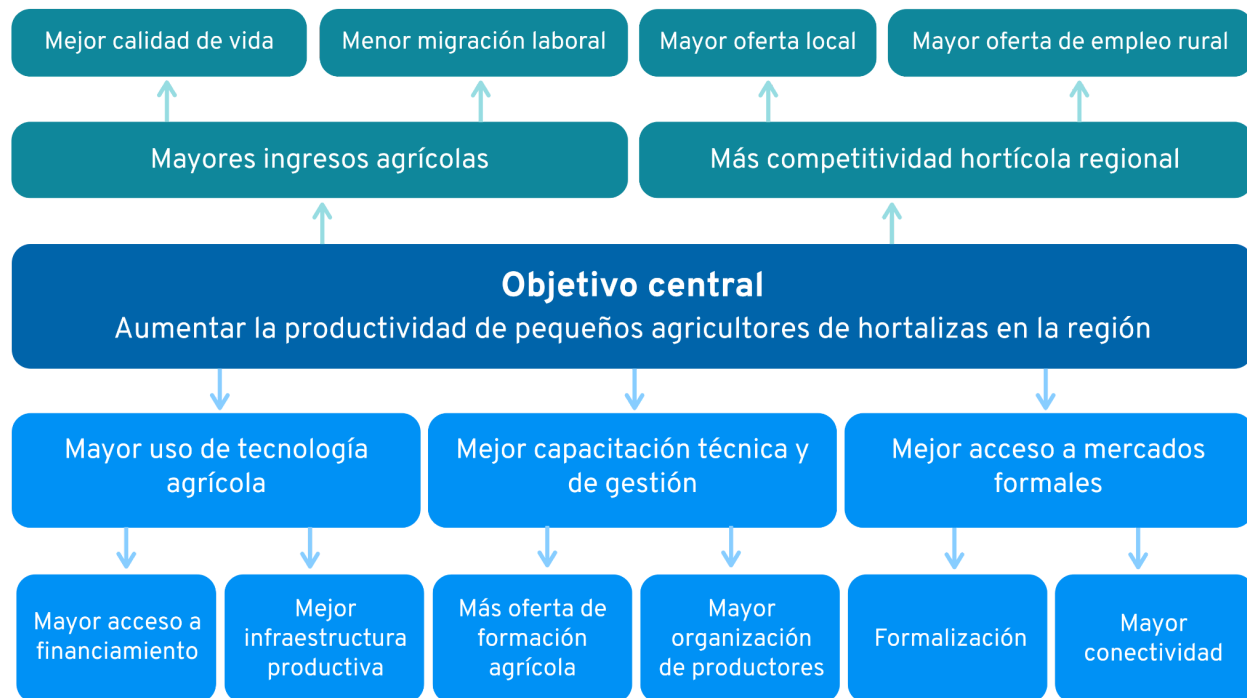 Mejor calidad de vida
Menor migración laboral
Mayor oferta local
Mayor oferta de empleo rural
Mayores ingresos agrícolas
Más competitividad hortícola regional
Objetivo central
Aumentar la productividad de pequeños agricultores de hortalizas en la región
Mayor uso de tecnología
agrícola
Mejor capacitación técnica y
de gestión
Mejor acceso a mercados
formales
Mayor acceso a
financiamiento
Mejor
infraestructura
productiva
Más oferta de
formación
agrícola
Mayor
organización
de productores
Formalización
Mayor
conectividad